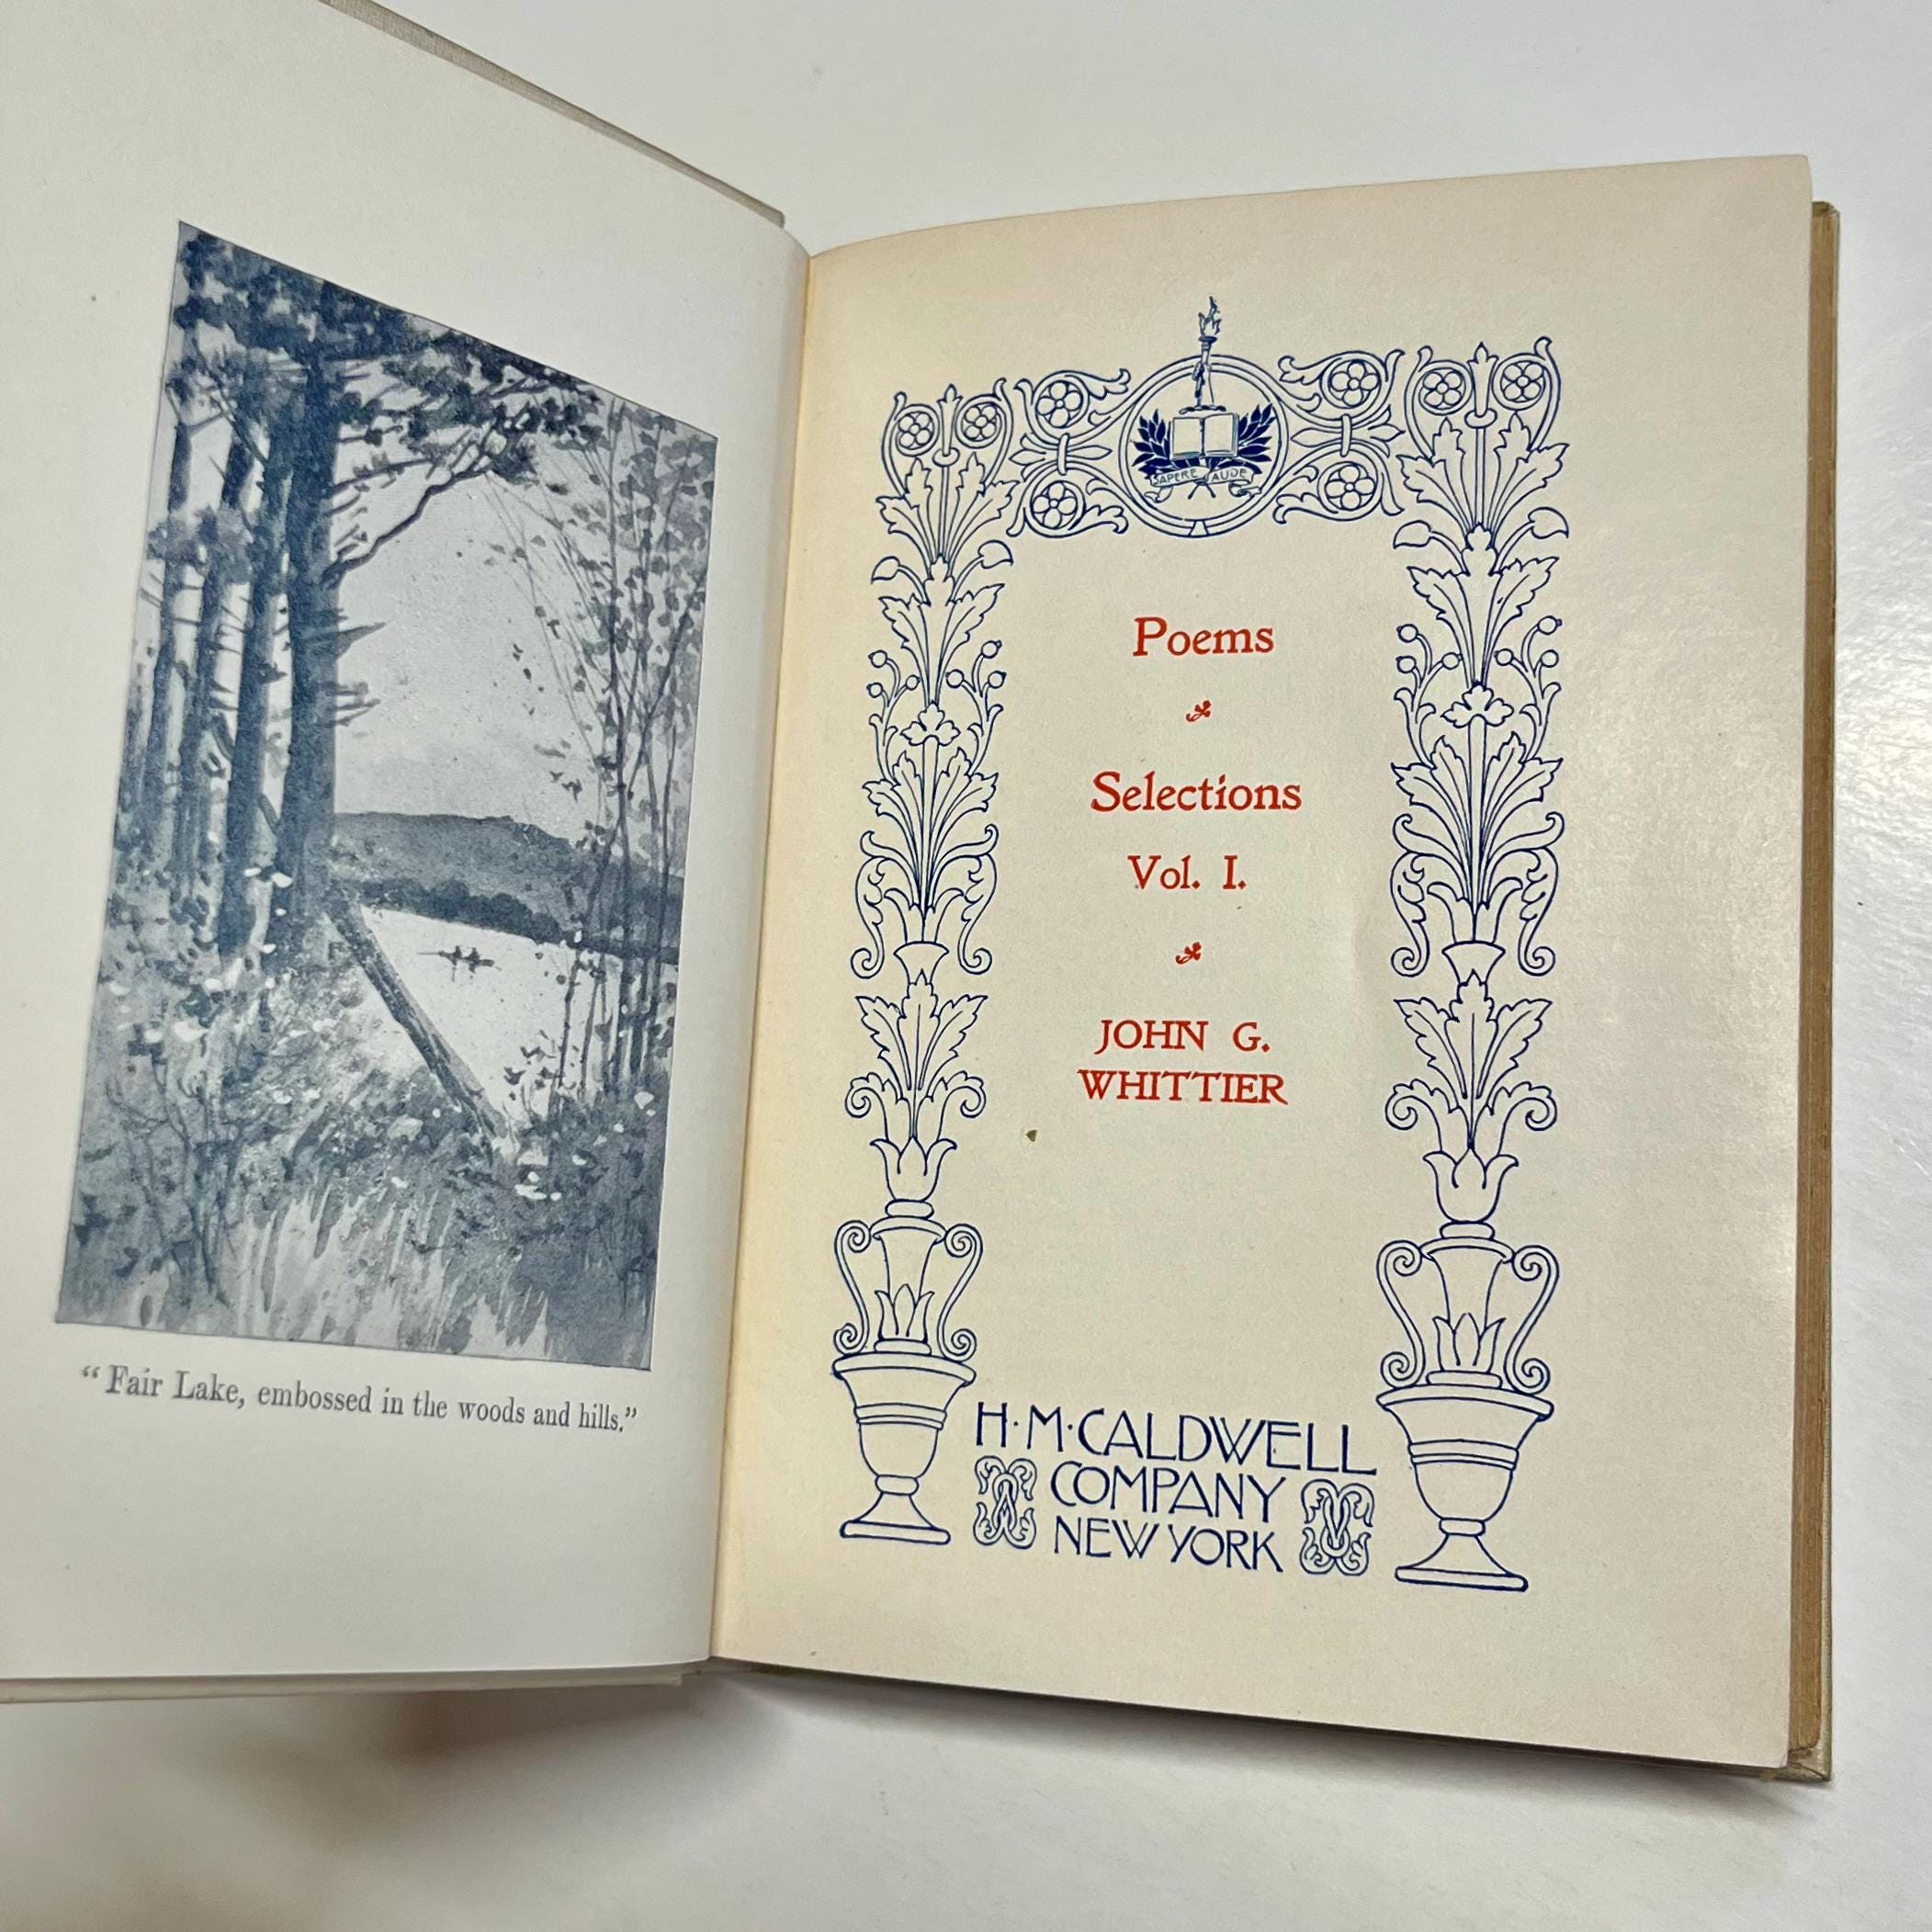 “Fair Lake, embossed in the woods and hills.”
SAPERE AUDE
Poems
Selections
Vol. I.
JOHN G.
WHITTIER
H·M·CALDWELL
COMPANY
NEW YORK